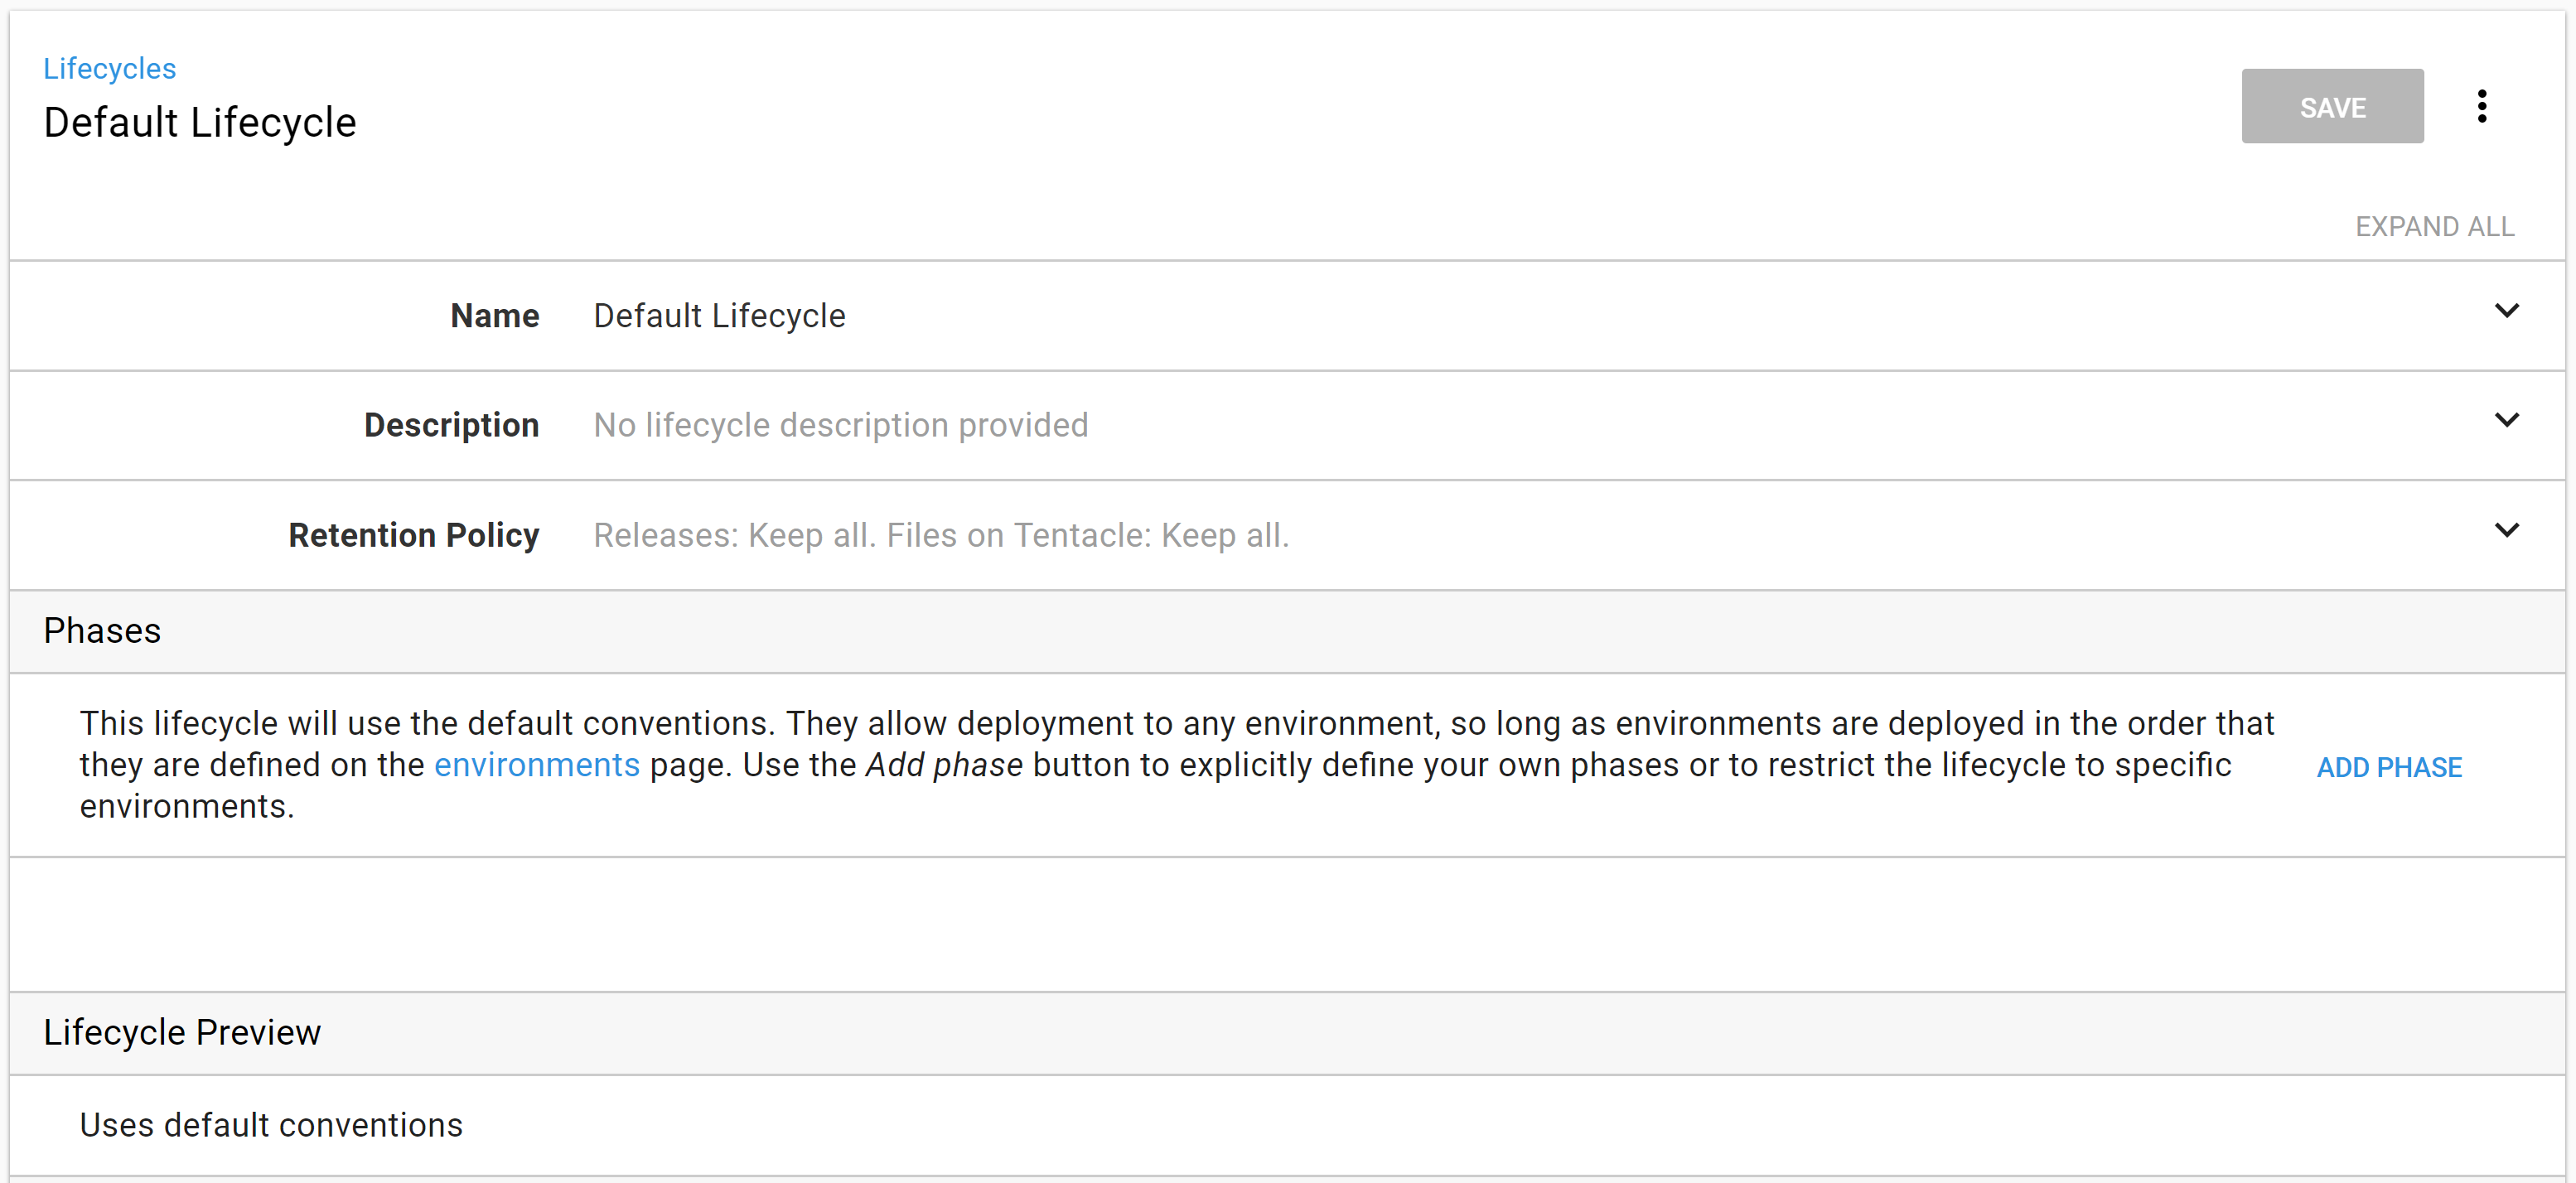 Lifecycles
Default Lifecycle
SAVE
EXPAND ALL
Name Default Lifecycle
Description No lifecycle description provided
Retention Policy Releases: Keep all. Files on Tentacle: Keep all.
Phases
This lifecycle will use the default conventions. They allow deployment to any environment, so long as environments are deployed in the order that
they are defined on the environments page. Use the Add phase button to explicitly define your own phases or to restrict the lifecycle to specific
environments.
ADD PHASE
Lifecycle Preview
Uses default conventions